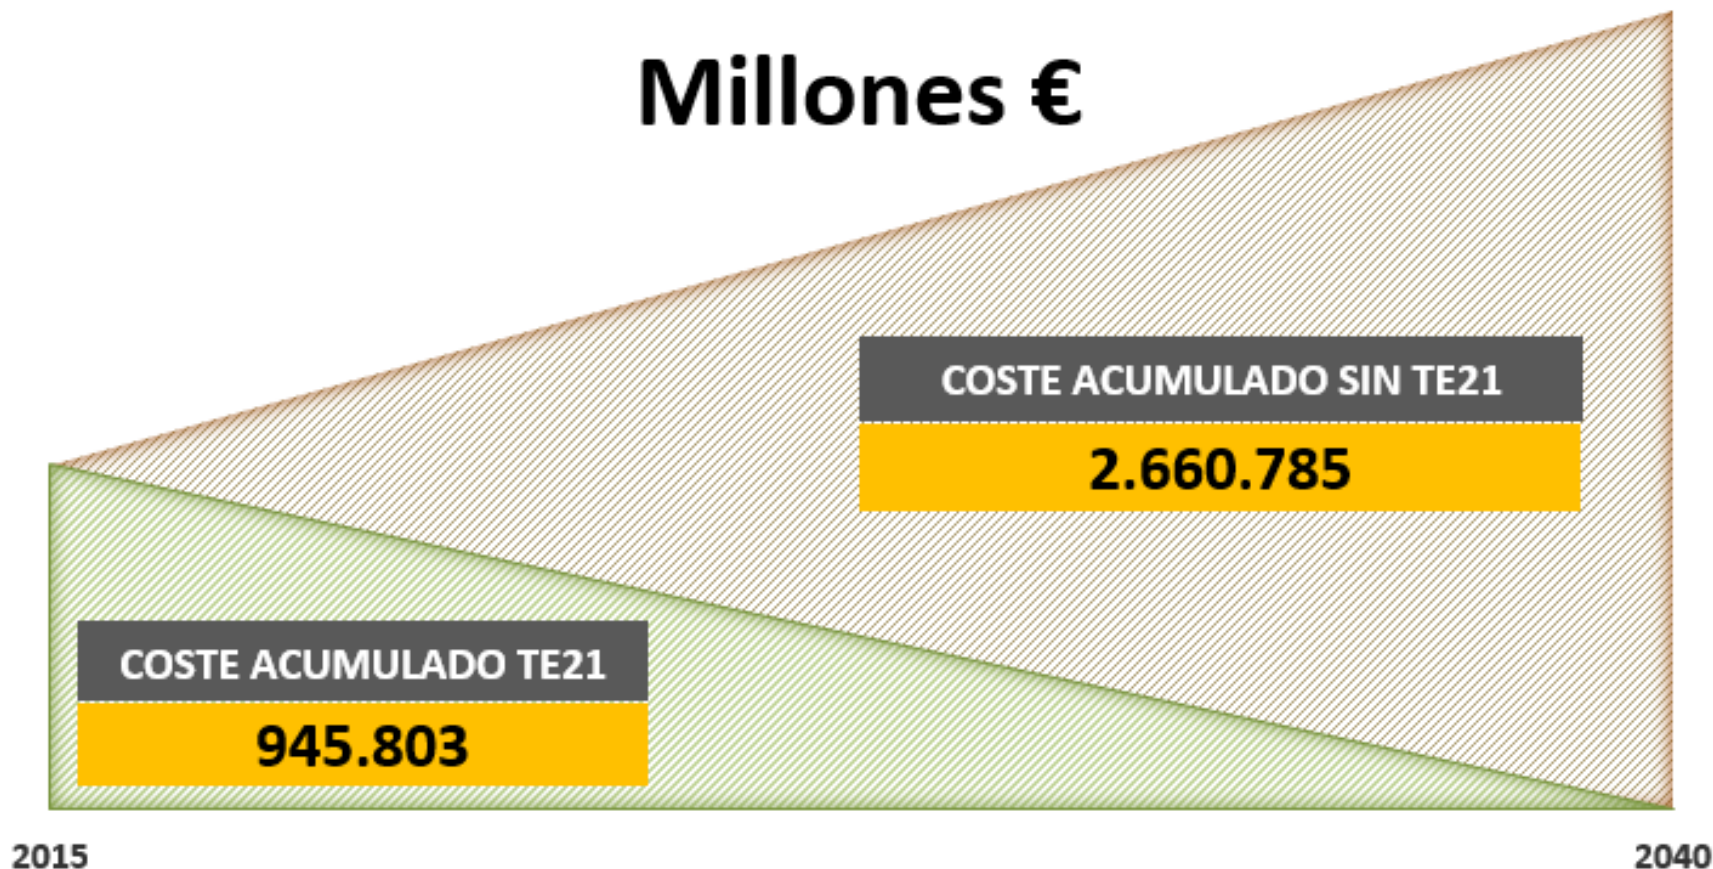 Millones €
COSTE ACUMULADO SIN TE21
2.660.785
COSTE ACUMULADO TE21
945.803
2015
2040